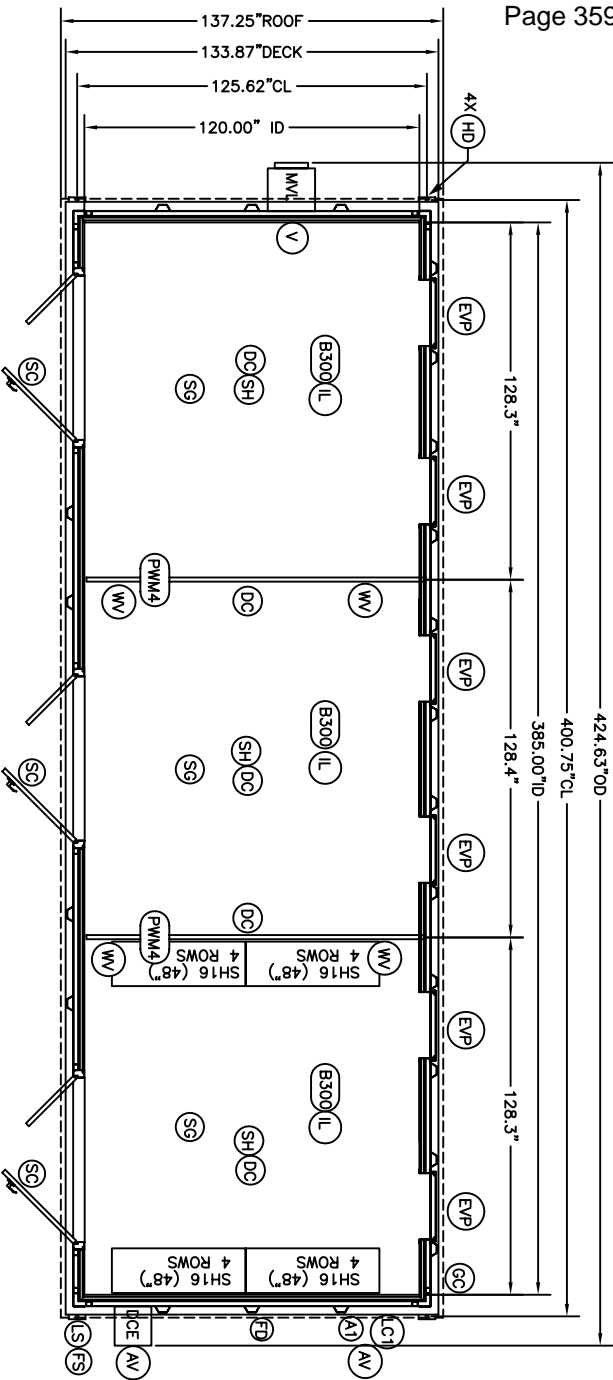 Page 359
137.25"ROOF
133.87"DECK
125.62"CL
120.00" ID
4X
HD
MVL
V
EVP
SC
DC
SH
SG
B300
IL
128.3"
EVP
PWM4
WV
DC
WV
EVP
424.63"OD
400.75"CL
385.00"ID
128.4"
SH
DC
SG
B300
IL
SC
EVP
DC
PWM4
WV
WV
SH16 (48")
4 ROWS
SH16 (48")
4 ROWS
EVP
128.3"
B300
IL
SG
SH
DC
SC
EVP
SH16 (48")
4 ROWS
SH16 (48")
4 ROWS
GC
LS
FS
DCE
AV
FD
A1
LC1
AV